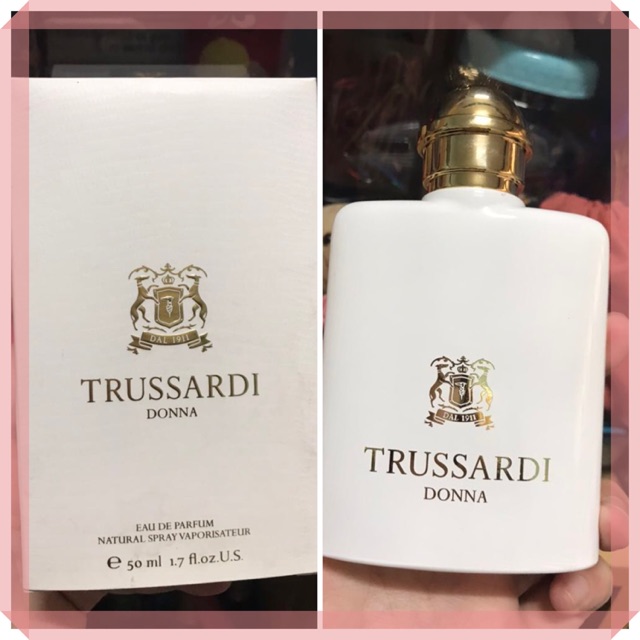 DAL 1911
TRUSSARDI
DONNA
EAU DE PARFUM
NATURAL SPRAY VAPORISATEUR
℮ 50 ml 1.7 fl.oz.U.S.
DAL 1911
TRUSSARDI
DONNA